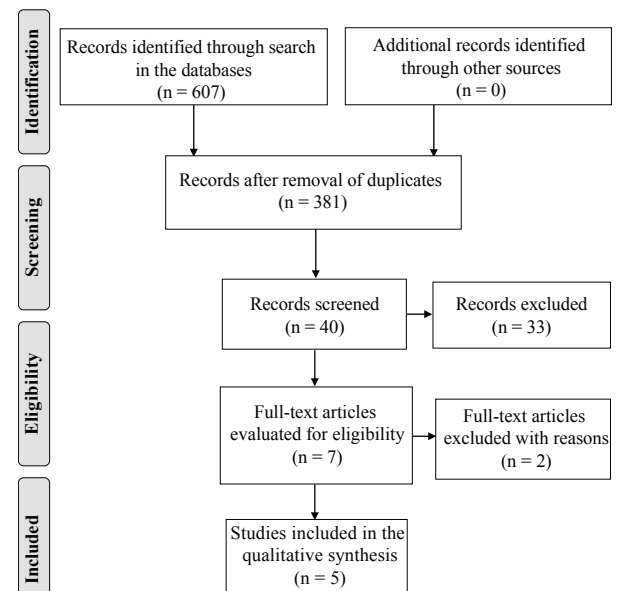 Identification
Records identified through search
in the databases
(n = 607)
Additional records identified
through other sources
(n = 0)
Screening
Records after removal of duplicates
(n = 381)
Records screened
(n = 40)
Records excluded
(n = 33)
Eligibility
Full-text articles
evaluated for eligibility
(n = 7)
Full-text articles
excluded with reasons
(n = 2)
Included
Studies included in the
qualitative synthesis
(n = 5)